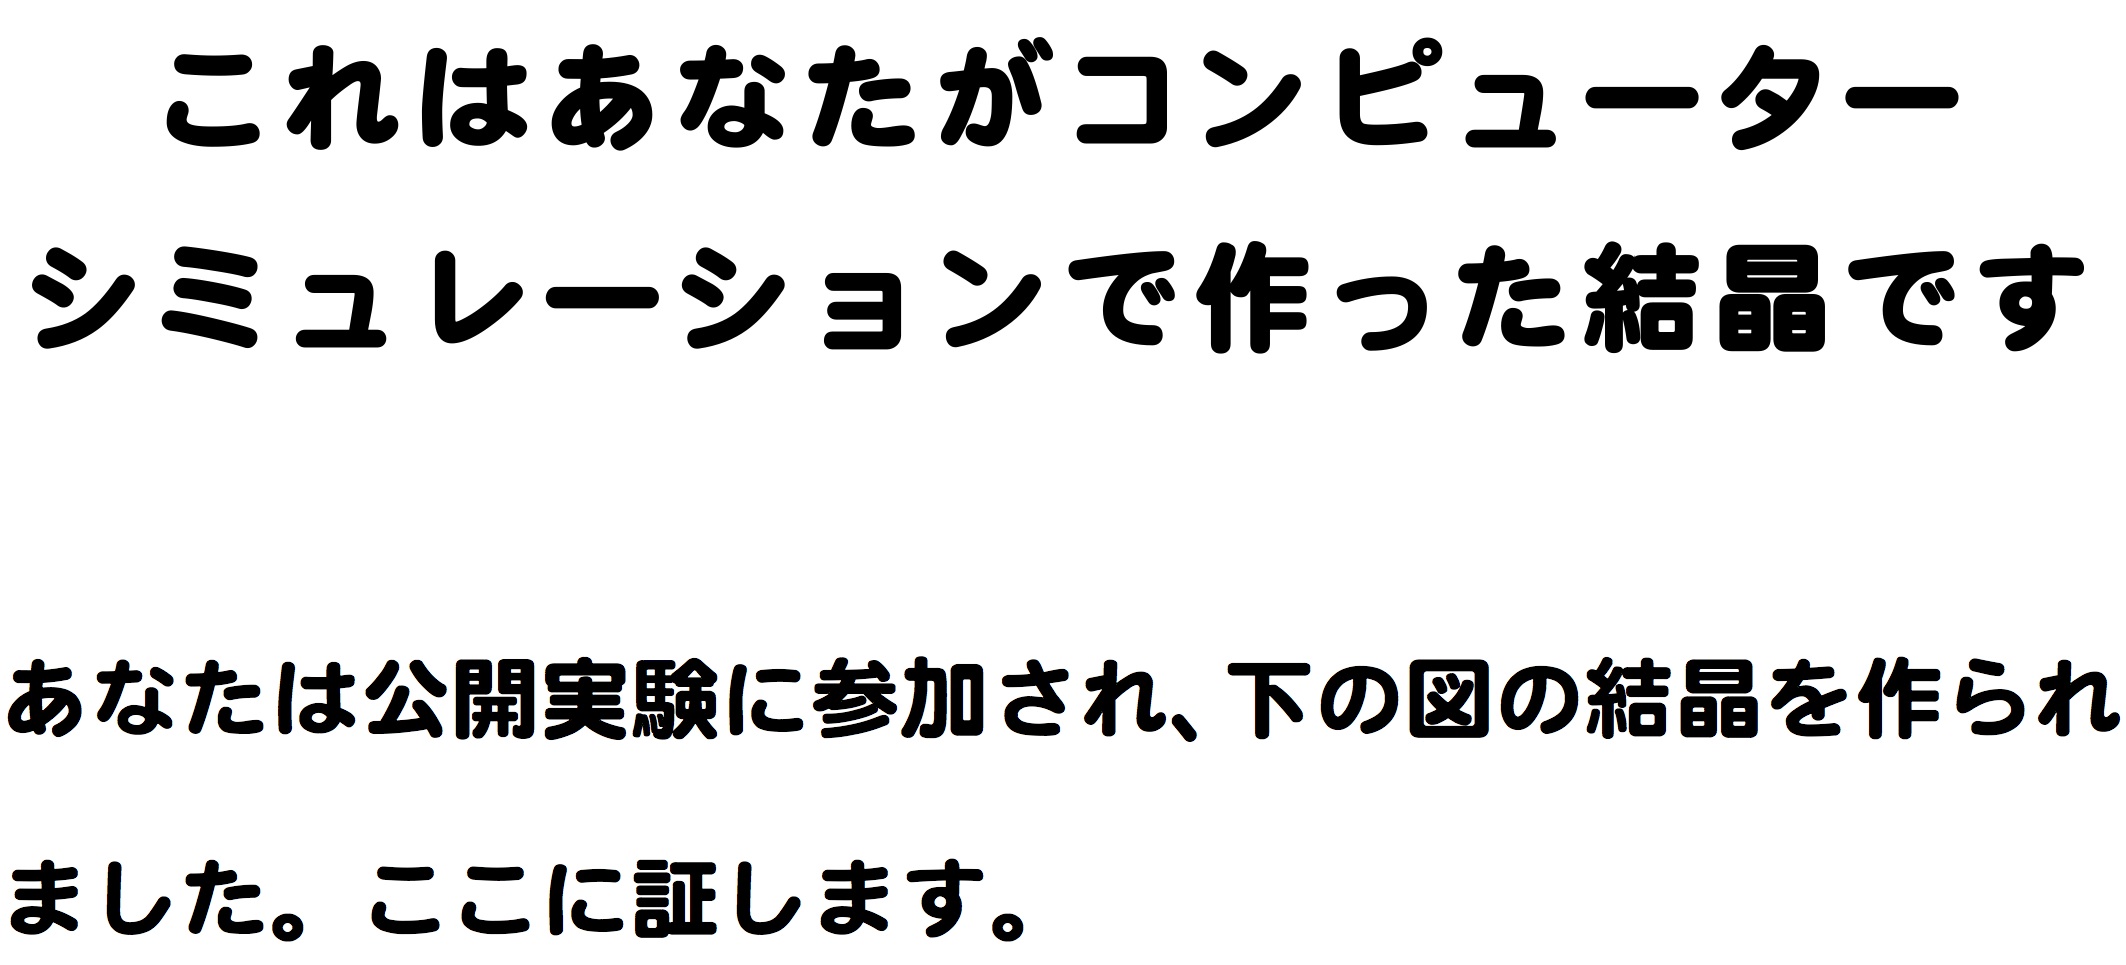 これはあなたがコンピューター
シミュレーションで作った結晶です
あなたは公開実験に参加され、下の図の結晶を作られ
ました。ここに証します。